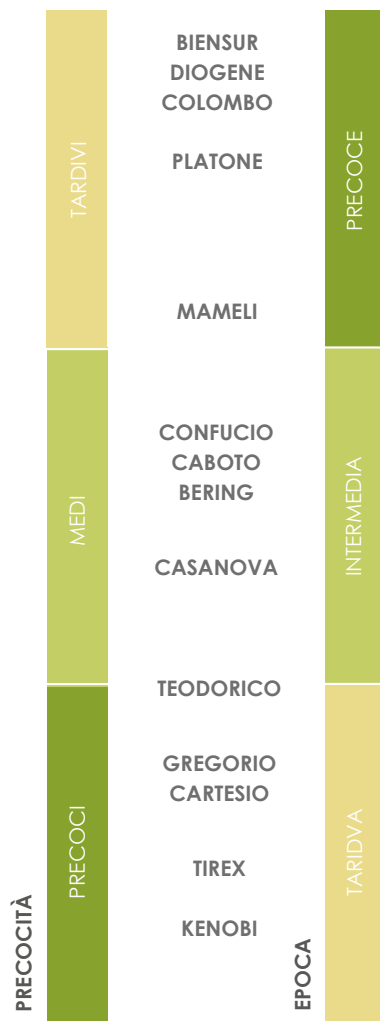 BIENSUR
DIOGENE
COLOMBO
PLATONE
MAMELI
CONFUCIO
CABOTO
BERING
CASANOVA
TEODORICO
GREGORIO
CARTESIO
TIREX
KENOBI
TARDIVI
MEDI
PRECOCI
PRECOCITÀ
PRECOCE
INTERMEDIA
TARIDVA
EPOCA